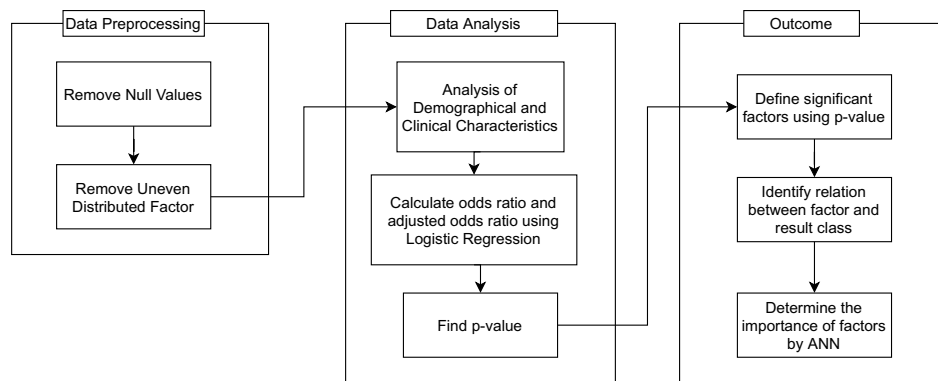 Data Preprocessing
Remove Null Values
Remove Uneven
Distributed Factor
Data Analysis
Analysis of
Demographical and
Clinical Characteristics
Calculate odds ratio and
adjusted odds ratio using
Logistic Regression
Find p-value
Outcome
Define significant
factors using p-value
Identify relation
between factor and
result class
Determine the
importance of factors
by ANN